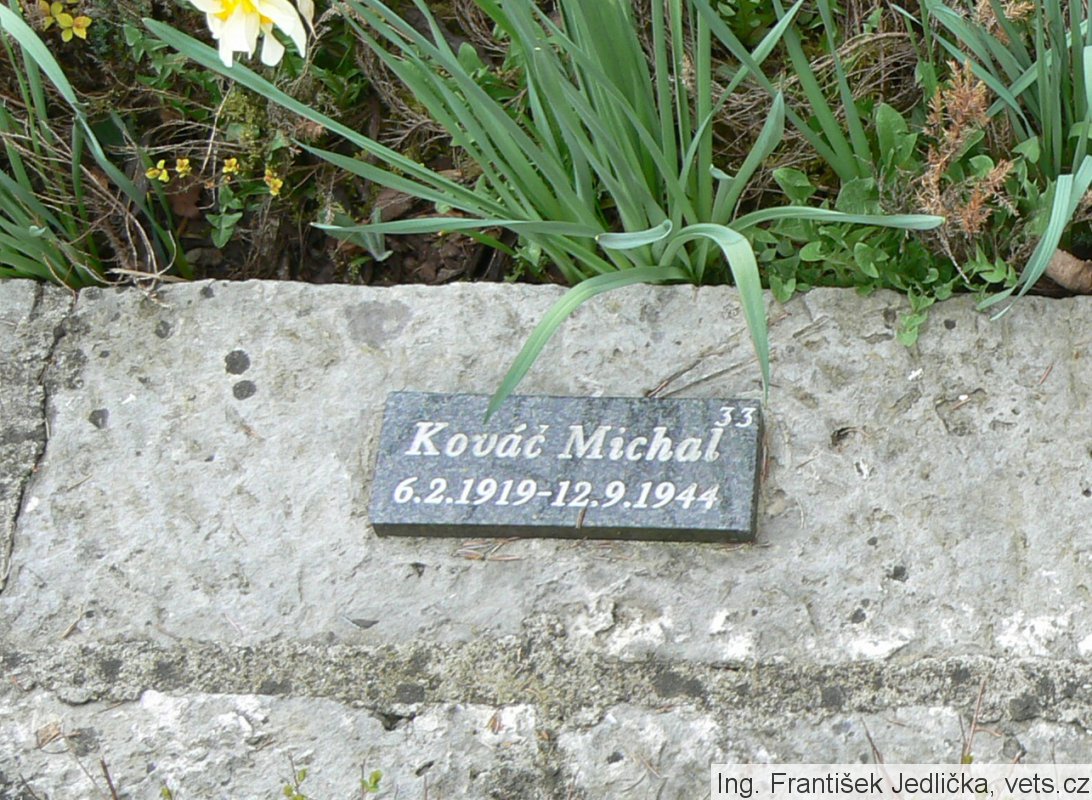 33
Kováč Michal
6.2.1919-12.9.1944
Ing. František Jedlička, vets.cz